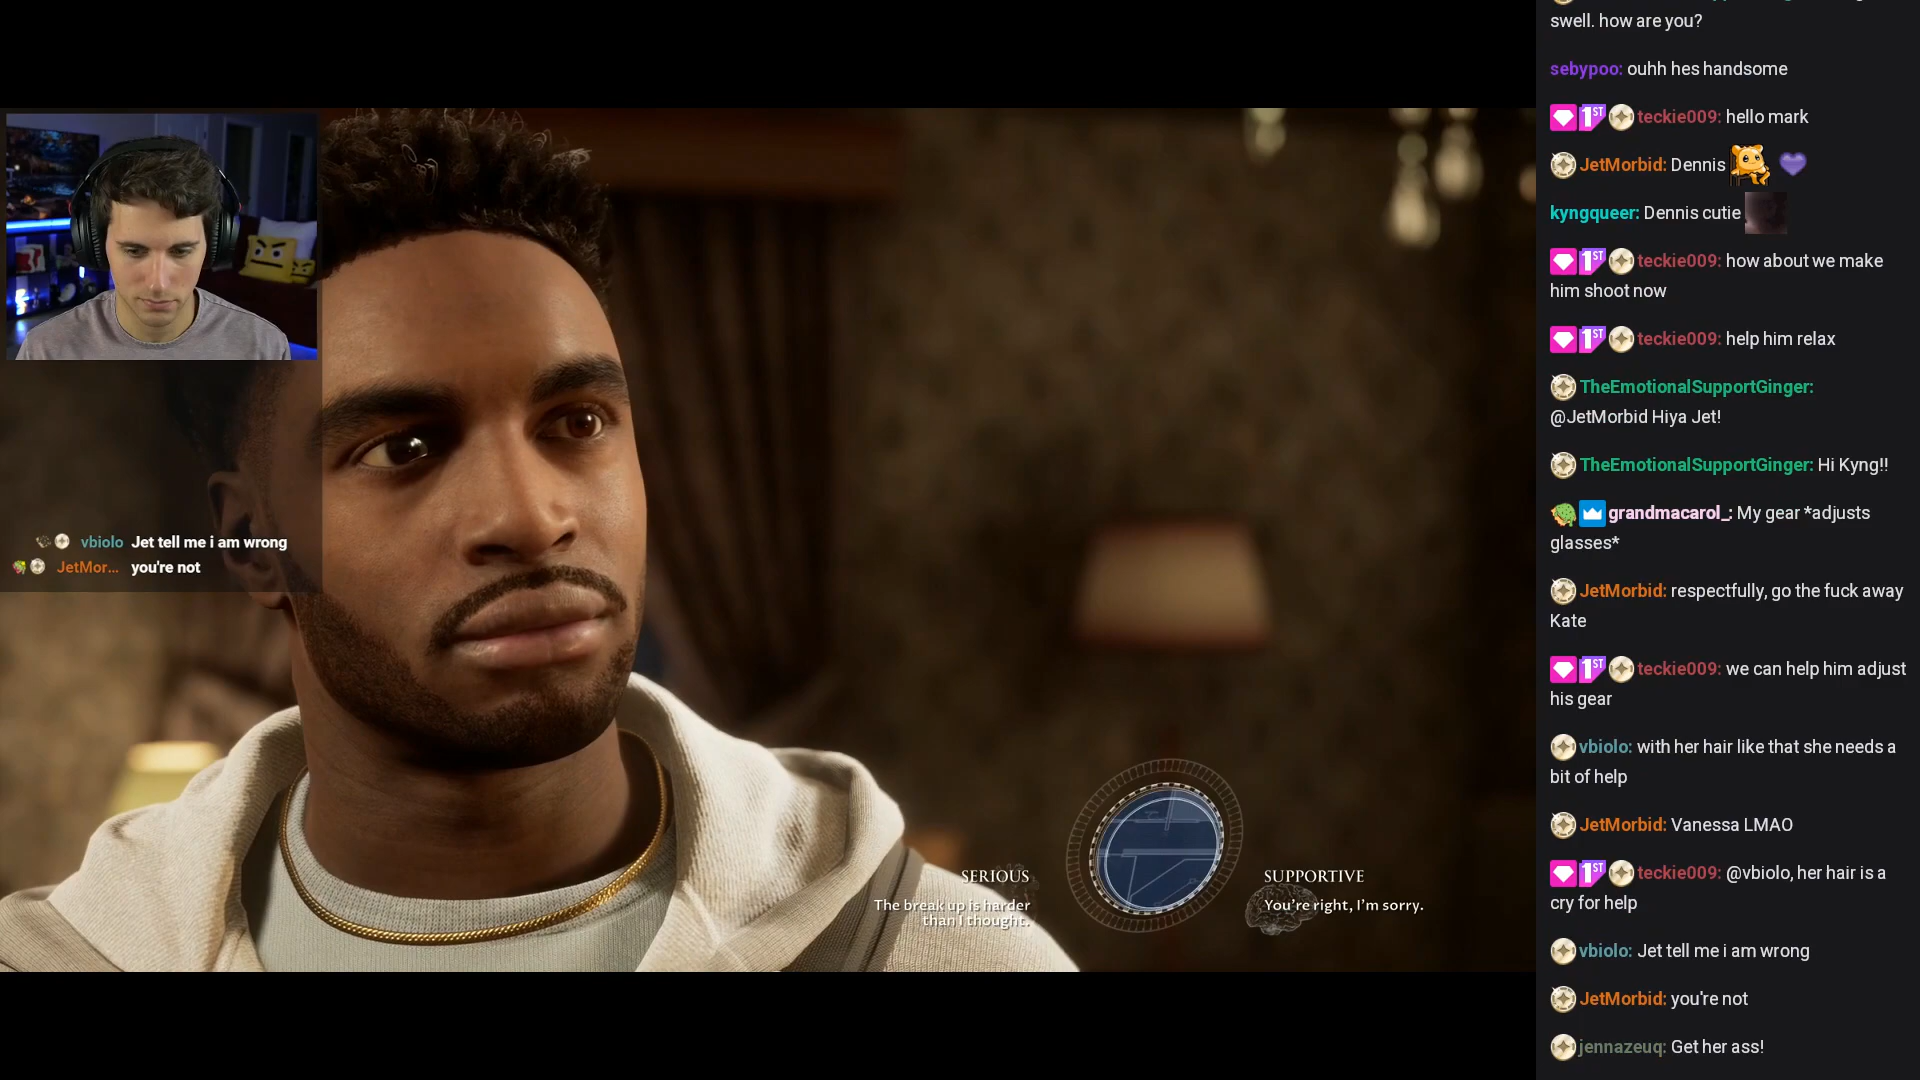 swell. how are you?
sebypoo: ouhh hes handsome
1ST teckie009: hello mark
JetMorbid: Dennis
kyngqueer: Dennis cutie
1ST teckie009: how about we make
him shoot now
1ST teckie009: help him relax
TheEmotionalSupportGinger:
@JetMorbid Hiya Jet!
TheEmotionalSupportGinger: Hi Kyng!!
grandmacarol_: My gear *adjusts
glasses*
JetMorbid: respectfully, go the fuck away
Kate
1ST teckie009: we can help him adjust
his gear
vbiolo: with her hair like that she needs a
bit of help
JetMorbid: Vanessa LMAO
1ST teckie009: @vbiolo, her hair is a
cry for help
vbiolo: Jet tell me i am wrong
JetMorbid: you're not
jennazeuq: Get her ass!
vbiolo Jet tell me i am wrong
JetMor... you're not
SERIOUS
The break up is harder
than I thought.
SUPPORTIVE
You're right, I'm sorry.